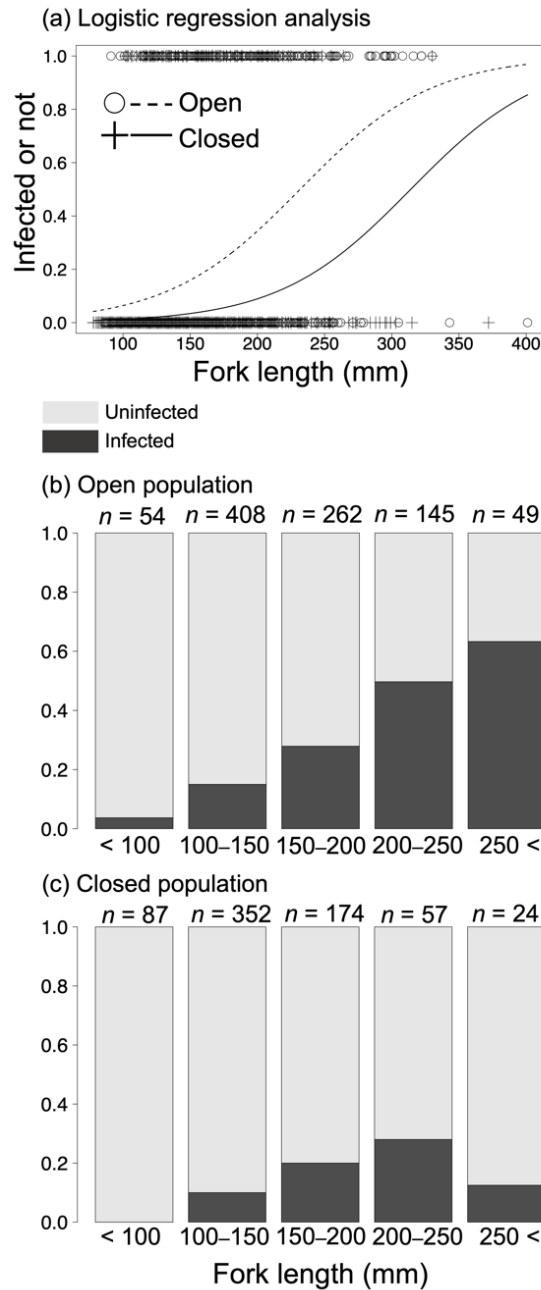 (a) Logistic regression analysis
1.0
0.8
0.6
0.4
0.2
0.0
Infected or not
Open
Closed
100 150 200 250 300 350 400
Fork length (mm)
Uninfected
Infected
(b) Open population
n = 54 n = 408 n = 262 n = 145 n = 49
1.0
0.8
0.6
0.4
0.2
0.0
< 100 100–150 150–200 200–250 250 <
(c) Closed population
n = 87 n = 352 n = 174 n = 57 n = 24
1.0
0.8
0.6
0.4
0.2
0.0
< 100 100–150 150–200 200–250 250 <
Fork length (mm)